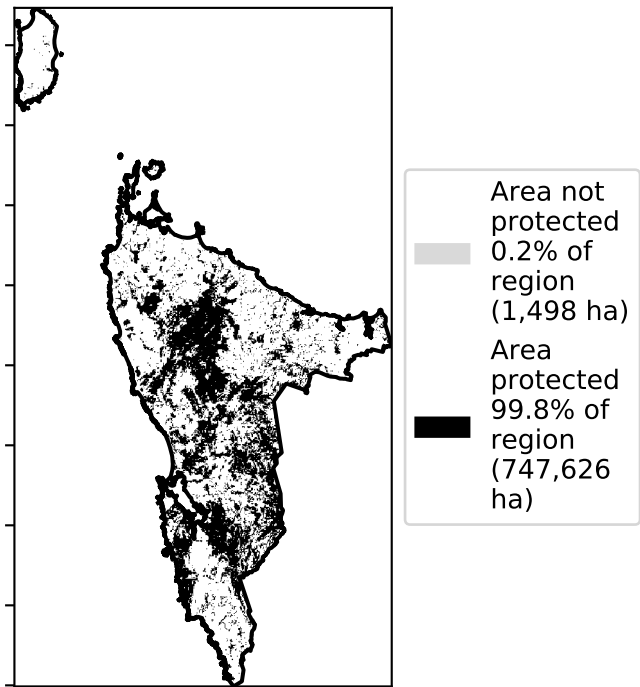 Area not
protected
0.2% of
region
(1,498 ha)
Area
protected
99.8% of
region
(747,626
ha)